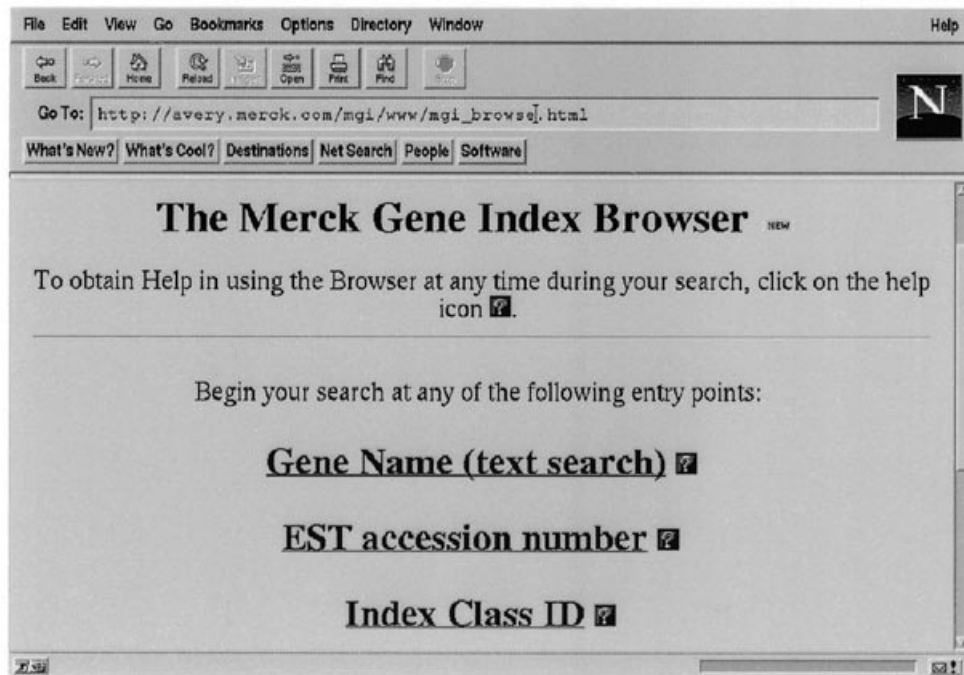 File Edit View Go Bookmarks Options Directory Window Help
Back Forward Home Reload Images Open Print Find Stop
Go To: http://avery.merck.com/mgi/www/mgi_browse.html
N
What's New? What's Cool? Destinations Net Search People Software
The Merck Gene Index Browser NEW
To obtain Help in using the Browser at any time during your search, click on the help
icon ?.
Begin your search at any of the following entry points:
Gene Name (text search) ?
EST accession number ?
Index Class ID ?